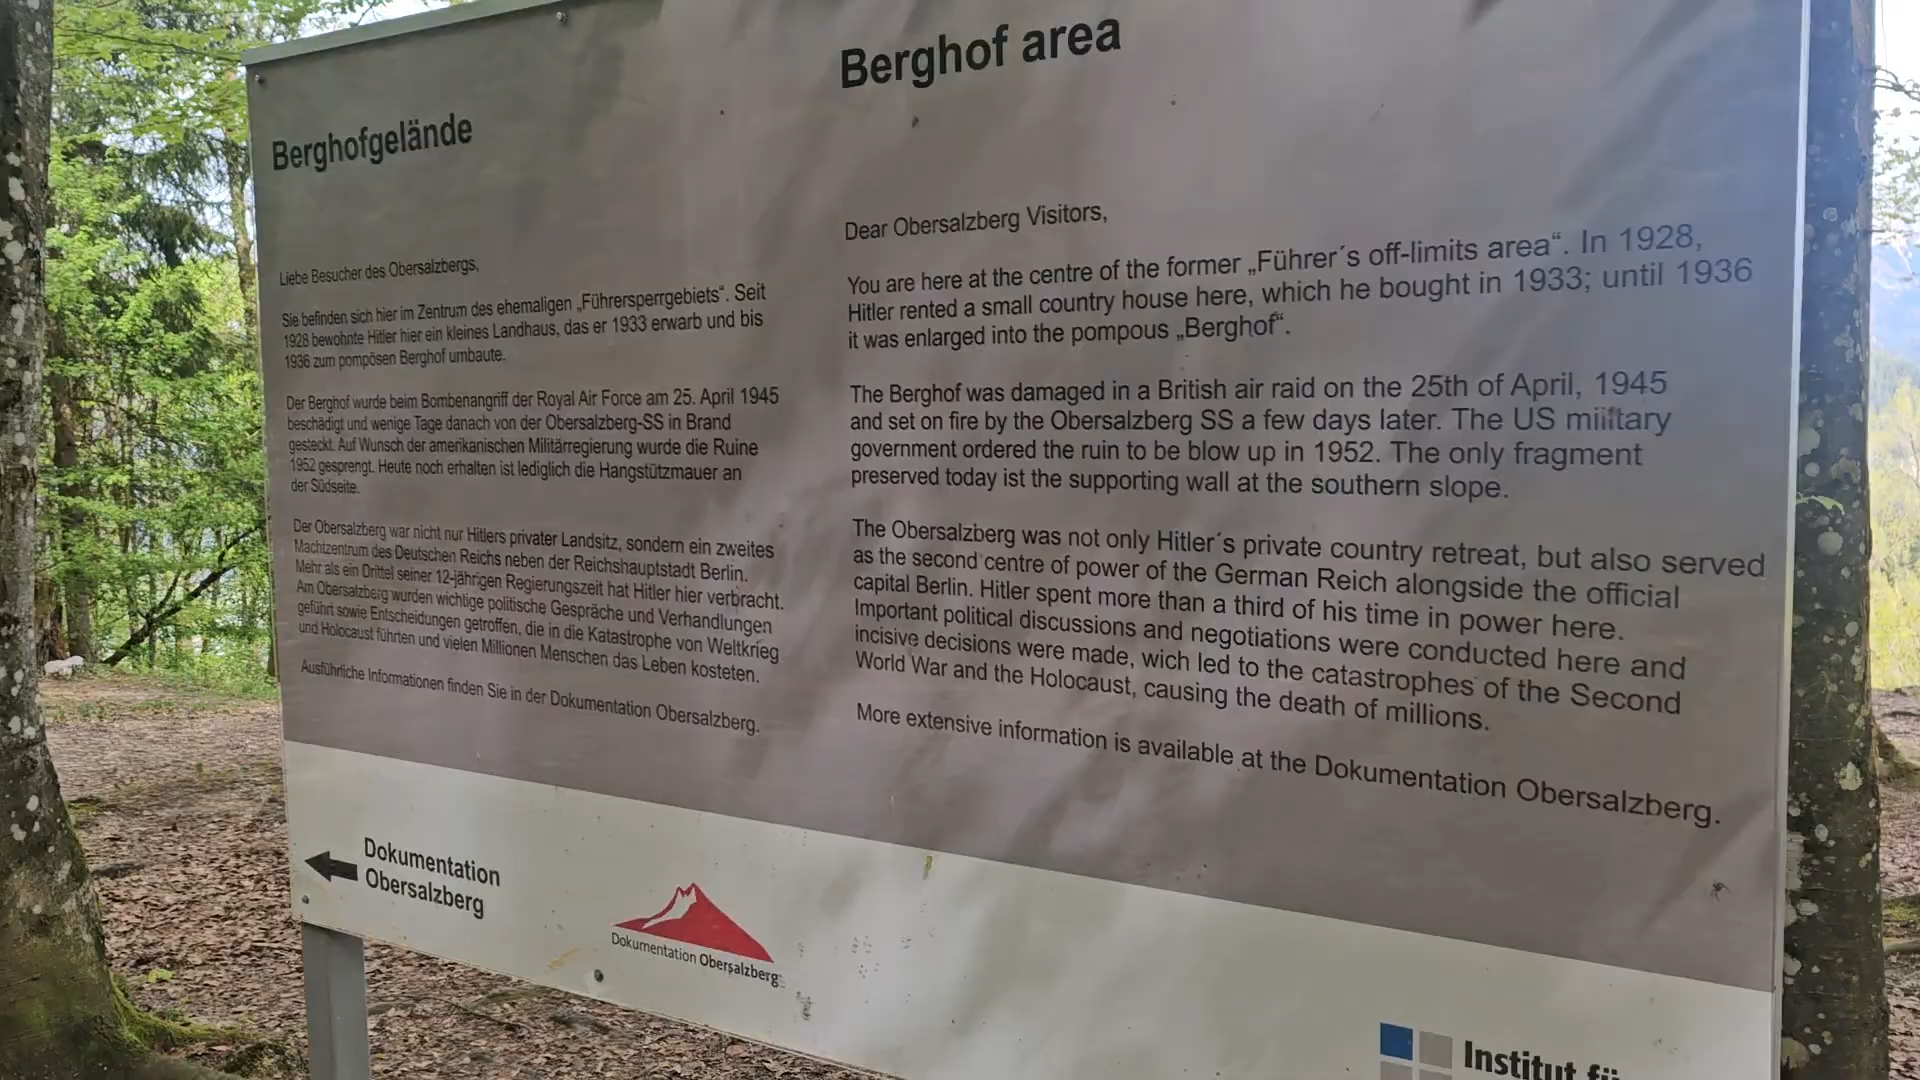 Berghofgelände
Liebe Besucher des Obersalzbergs,
Sie befinden sich hier im Zentrum des ehemaligen „Führersperrgebiets“. Seit
1928 bewohnte Hitler hier ein kleines Landhaus, das er 1933 erwarb und bis
1936 zum pompösen Berghof umbaute.
Der Berghof wurde beim Bombenangriff der Royal Air Force am 25. April 1945
beschädigt und wenige Tage danach von der Obersalzberg-SS in Brand
gesteckt. Auf Wunsch der amerikanischen Militärregierung wurde die Ruine
1952 gesprengt. Heute noch erhalten ist lediglich die Hangstützmauer an
der Südseite.
Der Obersalzberg war nicht nur Hitlers privater Landsitz, sondern ein zweites
Machtzentrum des Deutschen Reichs neben der Reichshauptstadt Berlin.
Mehr als ein Drittel seiner 12-jährigen Regierungszeit hat Hitler hier verbracht.
Am Obersalzberg wurden wichtige politische Gespräche und Verhandlungen
geführt sowie Entscheidungen getroffen, die in die Katastrophe von Weltkrieg
und Holocaust führten und vielen Millionen Menschen das Leben kosteten.
Ausführliche Informationen finden Sie in der Dokumentation Obersalzberg.
Berghof area
Dear Obersalzberg Visitors,
You are here at the centre of the former „Führer´s off-limits area“. In 1928,
Hitler rented a small country house here, which he bought in 1933; until 1936
it was enlarged into the pompous „Berghof“.
The Berghof was damaged in a British air raid on the 25th of April, 1945
and set on fire by the Obersalzberg SS a few days later. The US military
government ordered the ruin to be blow up in 1952. The only fragment
preserved today ist the supporting wall at the southern slope.
The Obersalzberg was not only Hitler´s private country retreat, but also served
as the second centre of power of the German Reich alongside the official
capital Berlin. Hitler spent more than a third of his time in power here.
Important political discussions and negotiations were conducted here and
incisive decisions were made, wich led to the catastrophes of the Second
World War and the Holocaust, causing the death of millions.
More extensive information is available at the Dokumentation Obersalzberg.
Dokumentation
Obersalzberg
Dokumentation Obersalzberg
Institut fü